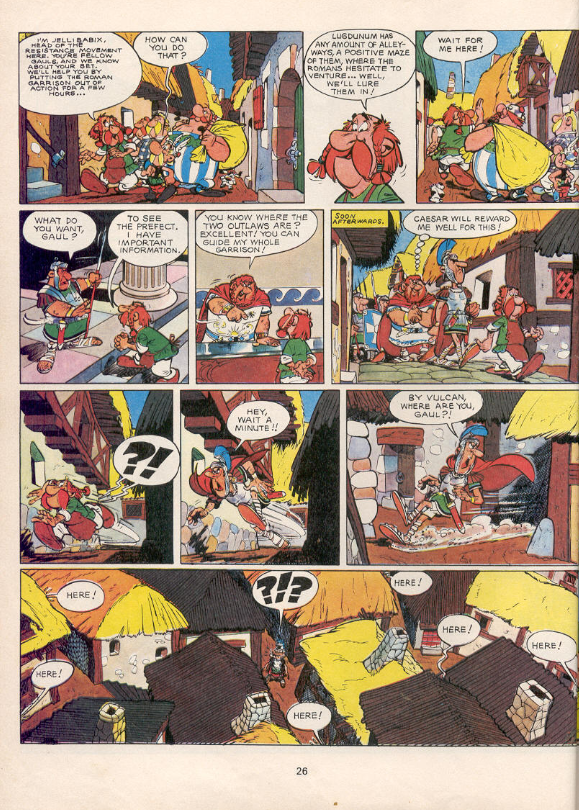 I'M JELLIBABIX,
HEAD OF THE
RESISTANCE MOVEMENT
HERE. YOU'RE FELLOW
GAULS, AND WE KNOW
ABOUT YOUR BET.
WE'LL HELP YOU BY
PUTTING THE ROMAN
GARRISON OUT OF
ACTION FOR A FEW
HOURS...
HOW CAN
YOU DO
THAT?
LUGDUNUM HAS
ANY AMOUNT OF ALLEY-
WAYS, A POSITIVE MAZE
OF THEM, WHERE THE
ROMANS HESITATE TO
VENTURE... WELL,
WE'LL LURE
THEM IN!
WAIT FOR
ME HERE!
WHAT DO
YOU WANT,
GAUL?
TO SEE
THE PREFECT.
I HAVE
IMPORTANT
INFORMATION.
YOU KNOW WHERE THE
TWO OUTLAWS ARE?
EXCELLENT! YOU CAN
GUIDE MY WHOLE
GARRISON!
SOON
AFTERWARDS.
CAESAR WILL REWARD
ME WELL FOR THIS!
?!
HEY,
WAIT A
MINUTE!!
BY VULCAN,
WHERE ARE YOU,
GAUL?!
HERE!
?!?
HERE!
HERE!
HERE!
HERE!
HERE!
26